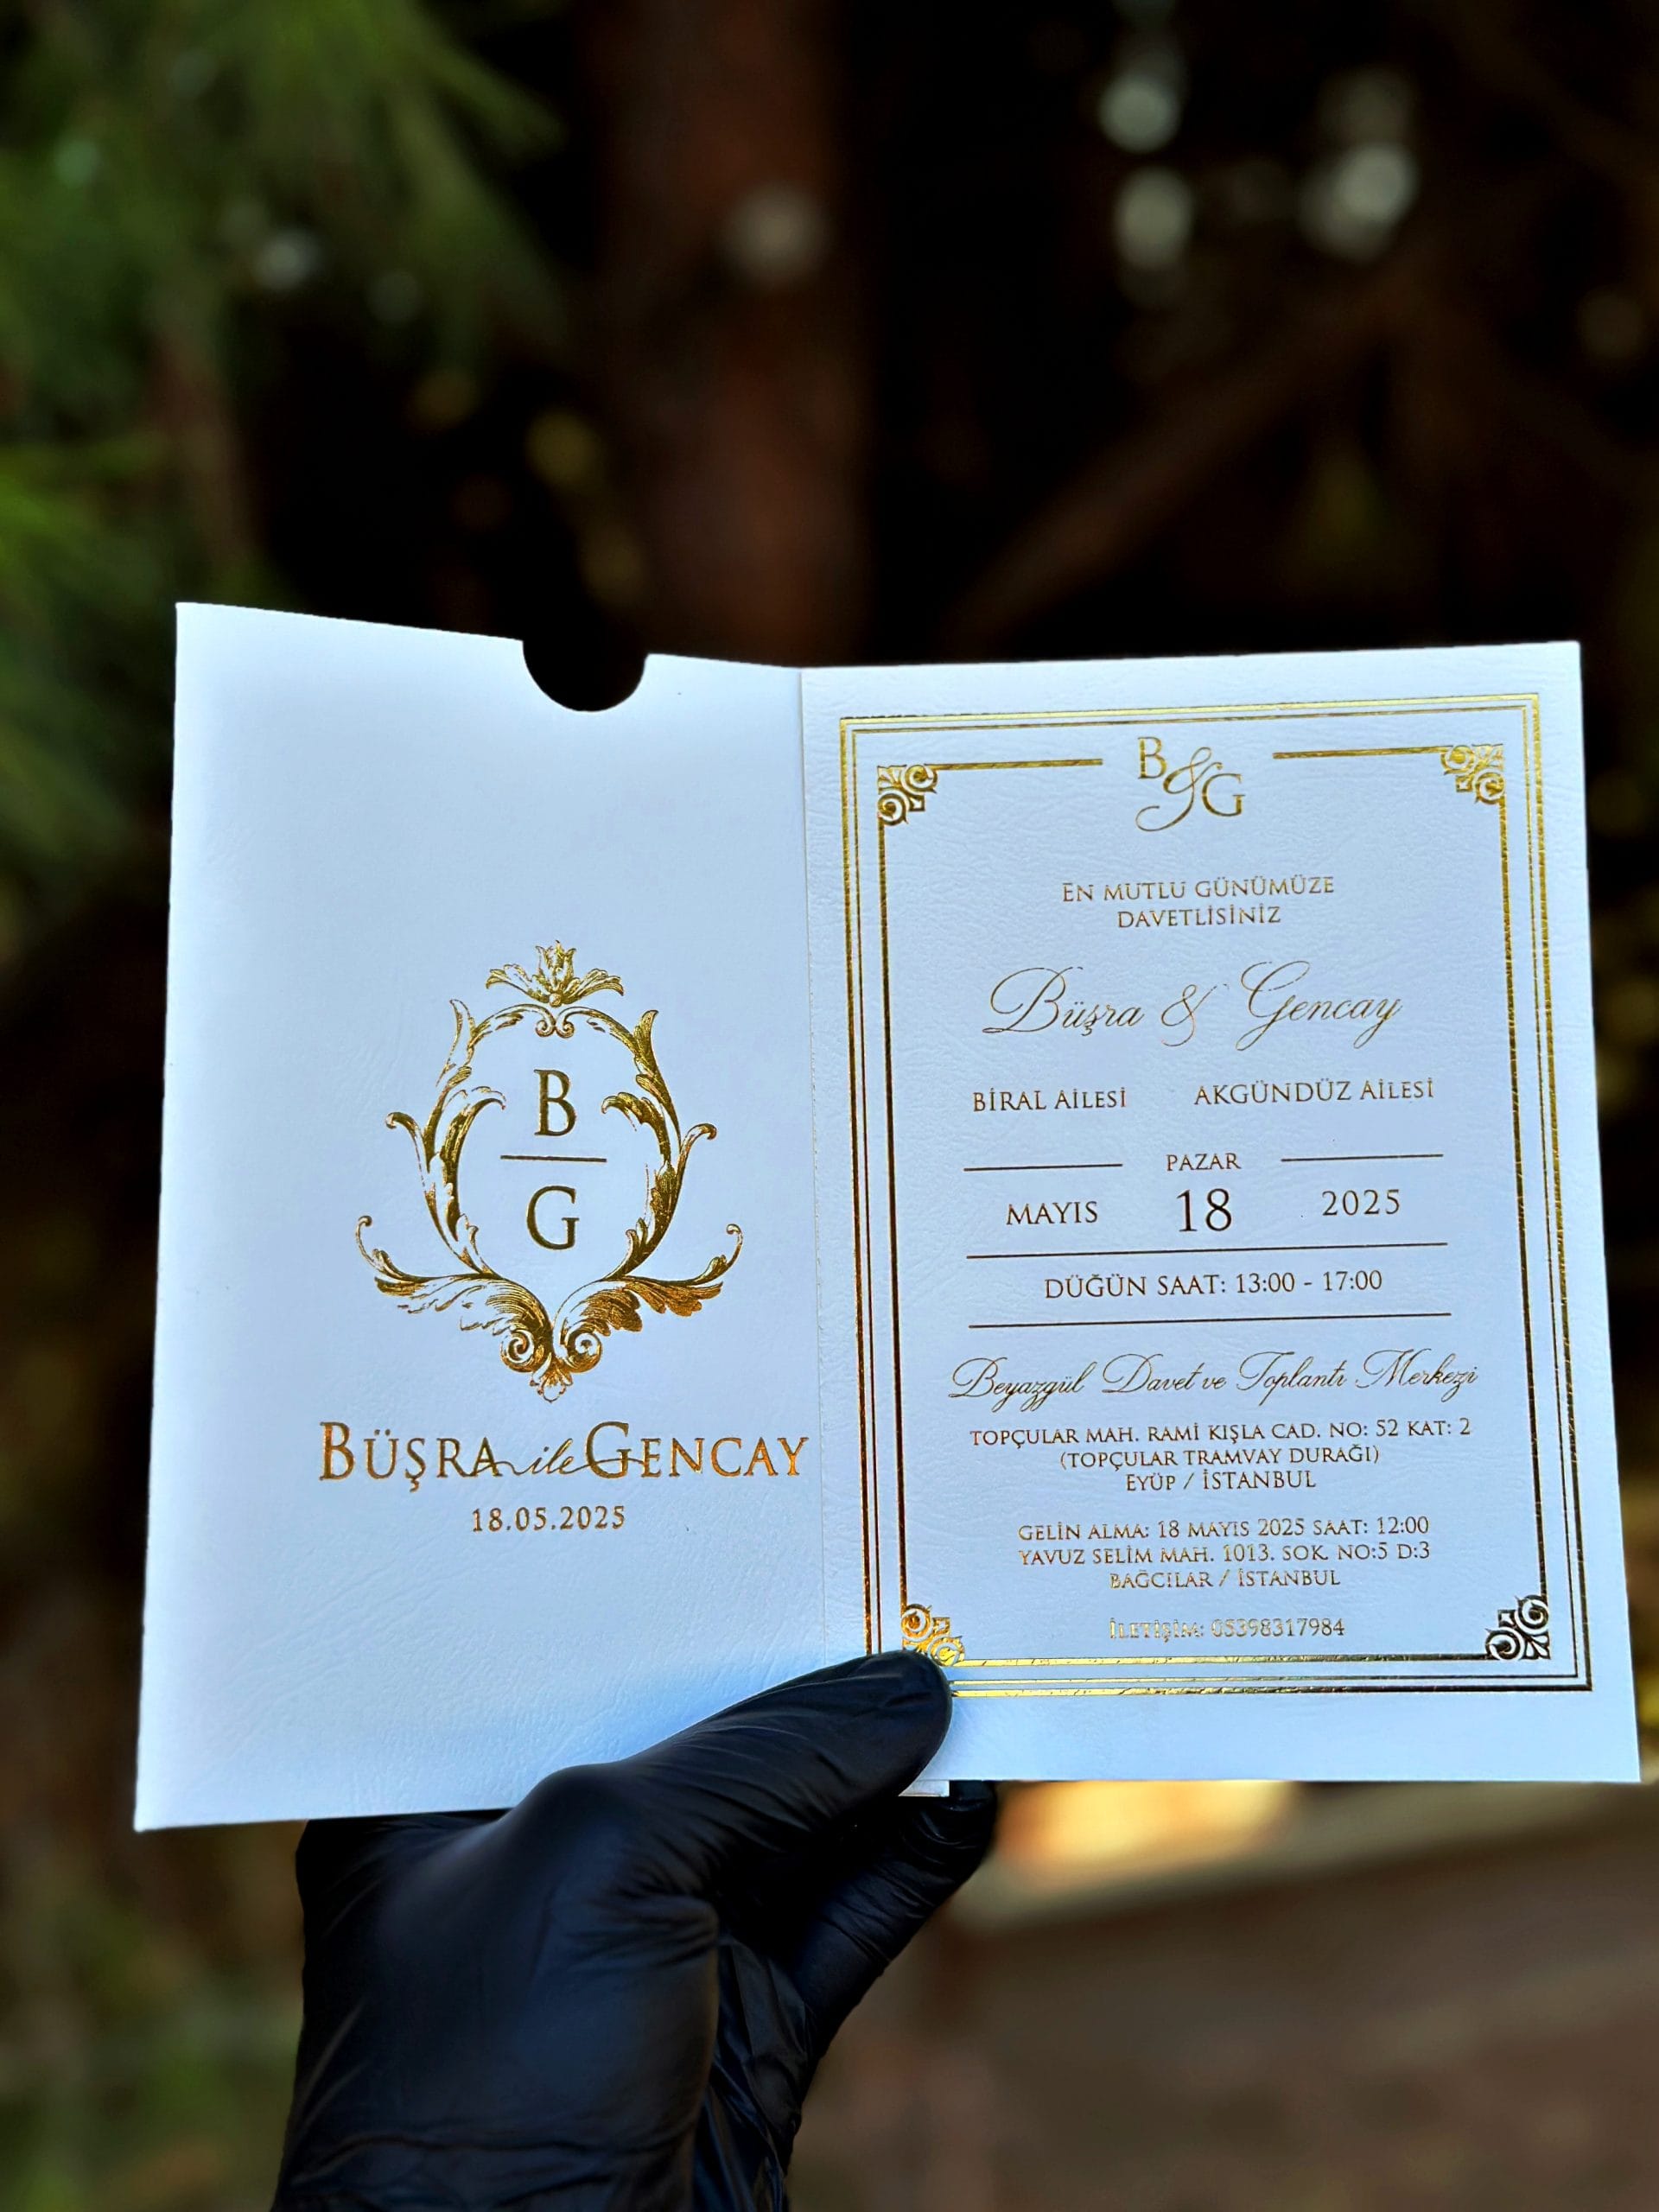 B
G
BÜŞRA ile GENCAY
18.05.2025
B&G
EN MUTLU GÜNÜMÜZE
DAVETLİSİNİZ
Büşra & Gencay
BİRAL AİLESİ AKGÜNDÜZ AİLESİ
PAZAR
MAYIS 18 2025
DÜĞÜN SAAT: 13:00 - 17:00
Beyazgül Davet ve Toplantı Merkezi
TOPÇULAR MAH. RAMİ KIŞLA CAD. NO: 52 KAT: 2
(TOPÇULAR TRAMVAY DURAĞI)
EYÜP / İSTANBUL
GELİN ALMA: 18 MAYIS 2025 SAAT: 12:00
YAVUZ SELİM MAH. 1013. SOK. NO:5 D:3
BAĞCILAR / İSTANBUL
İLETİŞİM: 05398317984